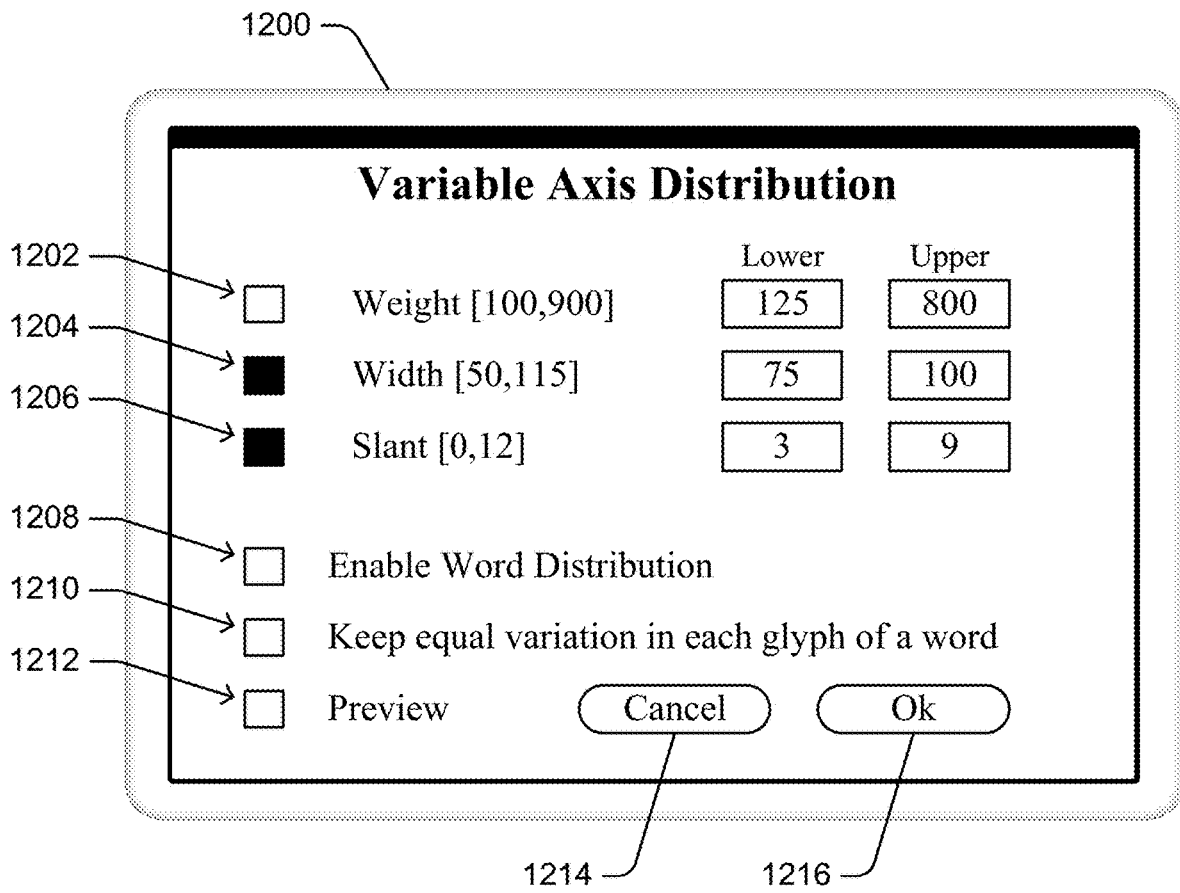 1200
Variable Axis Distribution
Lower Upper
1202
Weight [100,900] 125 800
1204
Width [50,115] 75 100
1206
Slant [0,12] 3 9
1208
Enable Word Distribution
1210
Keep equal variation in each glyph of a word
1212
Preview Cancel Ok
1214 1216